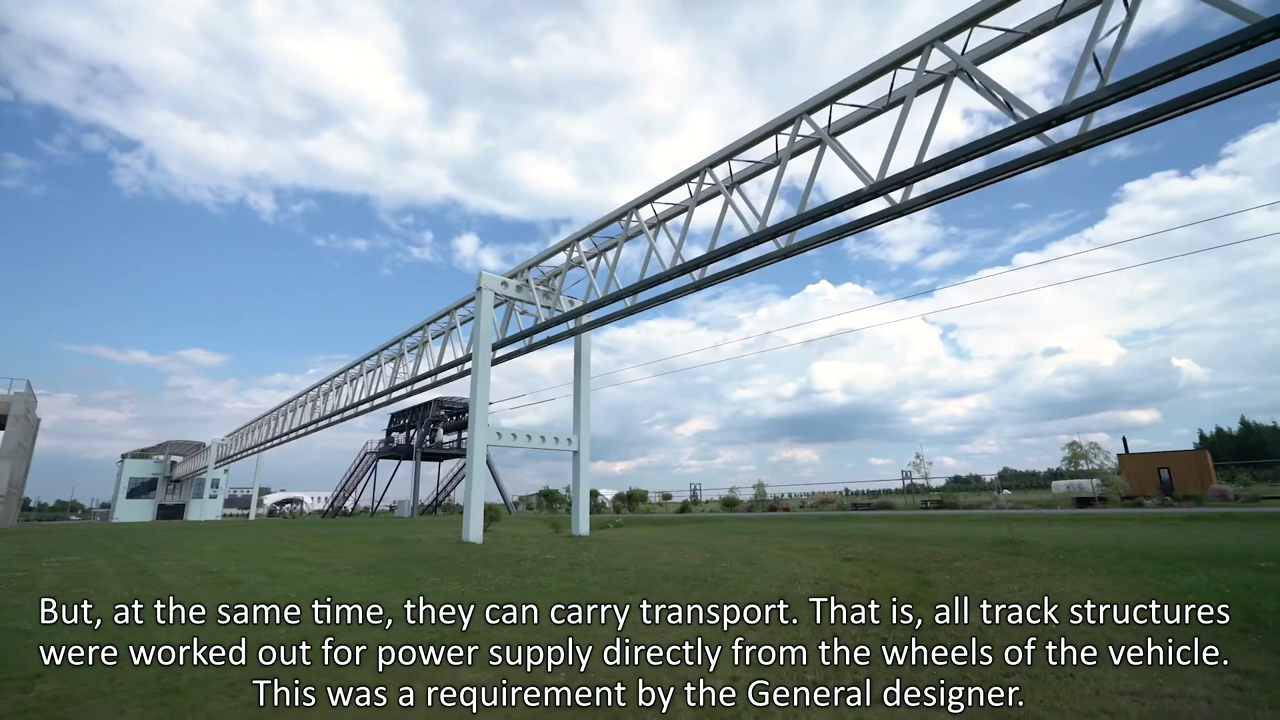 But, at the same time, they can carry transport. That is, all track structures
were worked out for power supply directly from the wheels of the vehicle.
This was a requirement by the General designer.